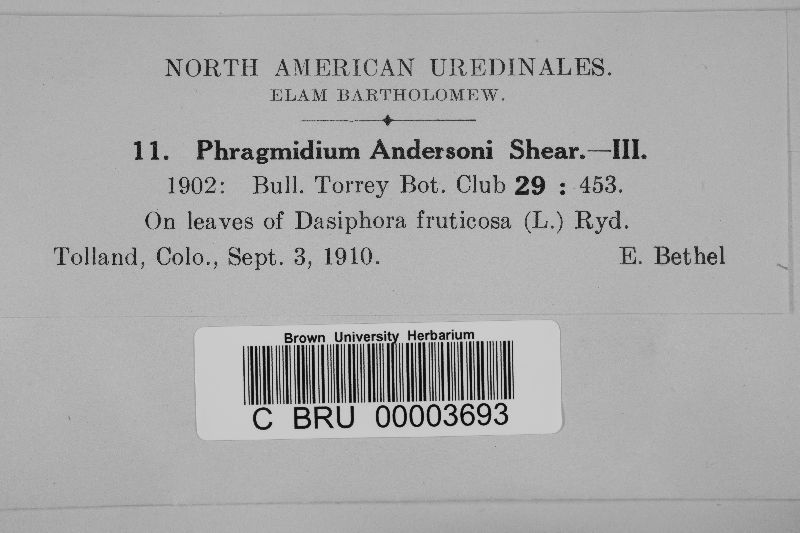 NORTH AMERICAN UREDINALES.
ELAM BARTHOLOMEW.
11. Phragmidium Andersoni Shear.—III.
1902: Bull. Torrey Bot. Club 29 : 453.
On leaves of Dasiphora fruticosa (L.) Ryd.
Tolland, Colo., Sept. 3, 1910. E. Bethel
Brown University Herbarium
C BRU 00003693